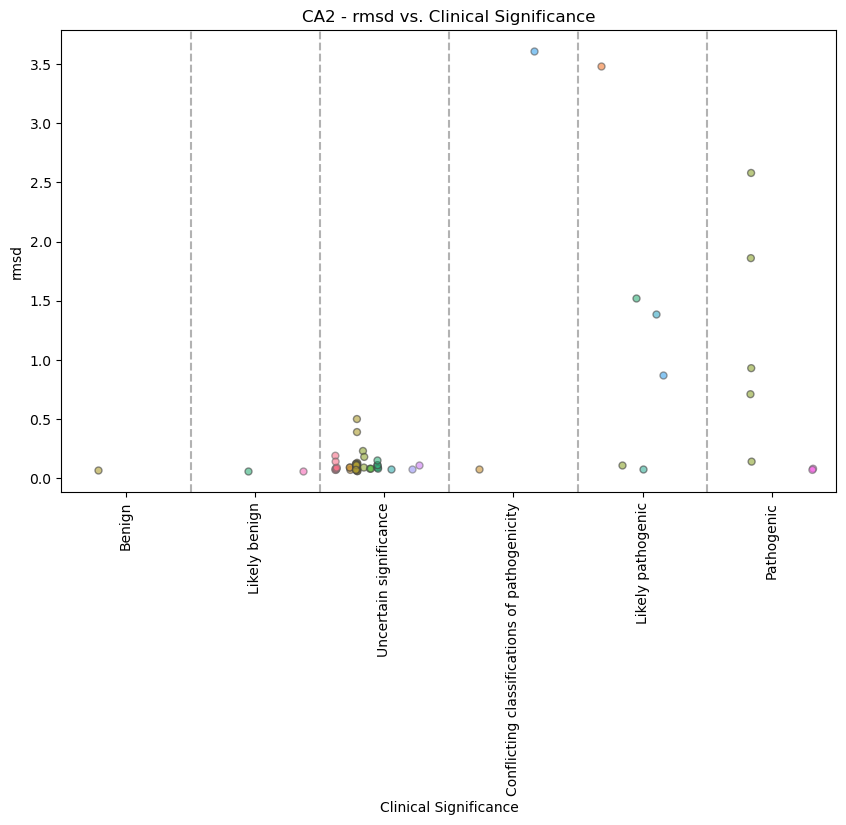 CA2 - rmsd vs. Clinical Significance
3.5
3.0
2.5
2.0
1.5
1.0
0.5
0.0
rmsd
Benign
Likely benign
Uncertain significance
Conflicting classifications of pathogenicity
Likely pathogenic
Pathogenic
Clinical Significance